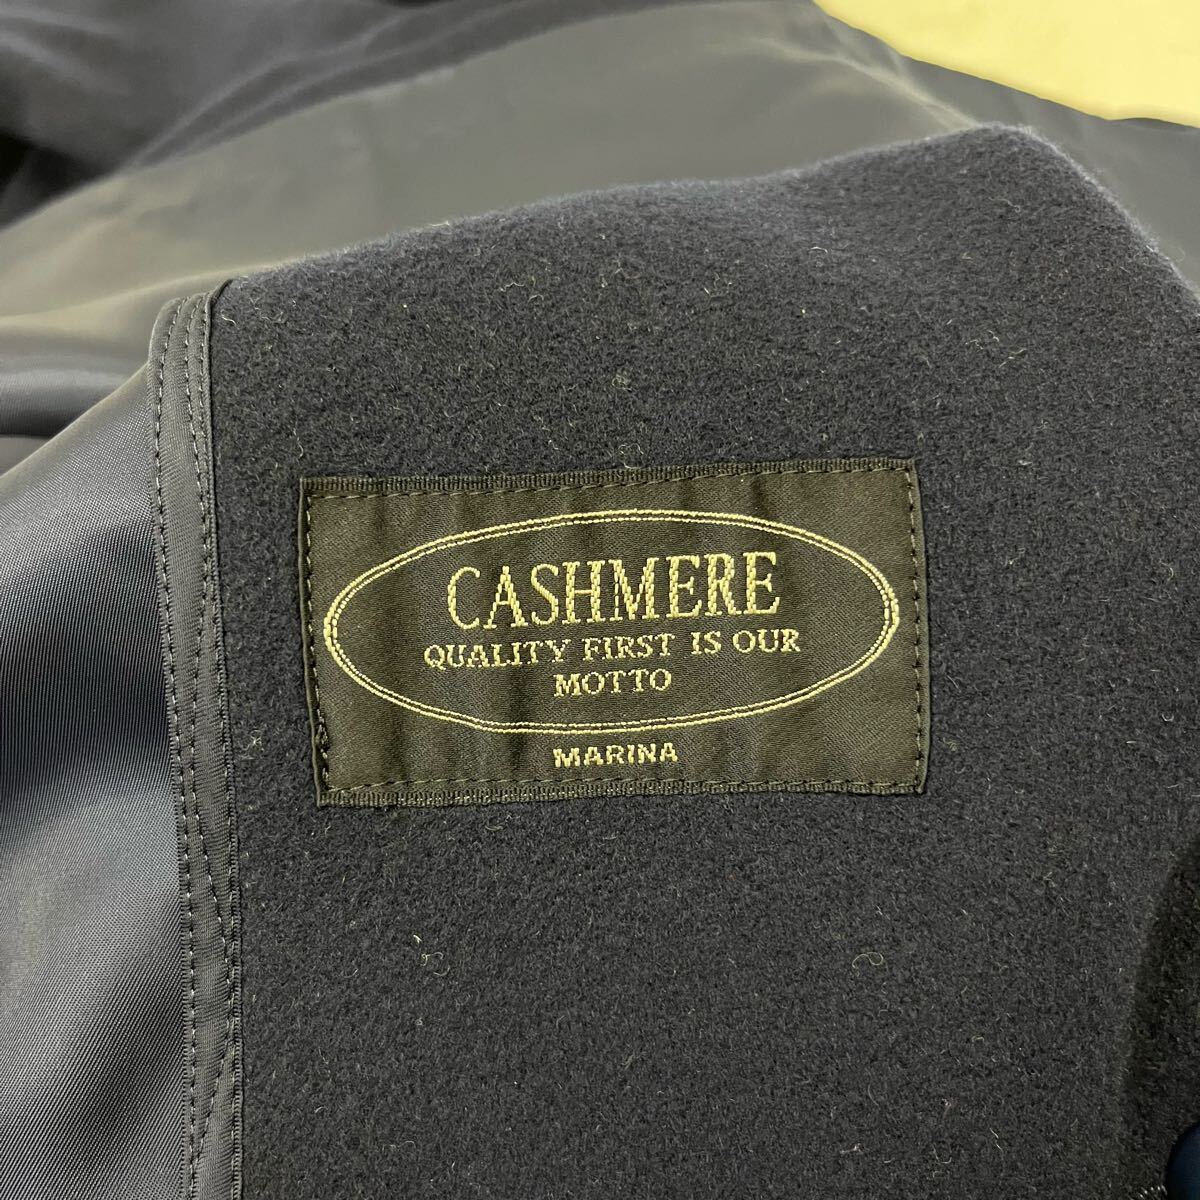 CASHMERE
QUALITY FIRST IS OUR
MOTTO
MARINA